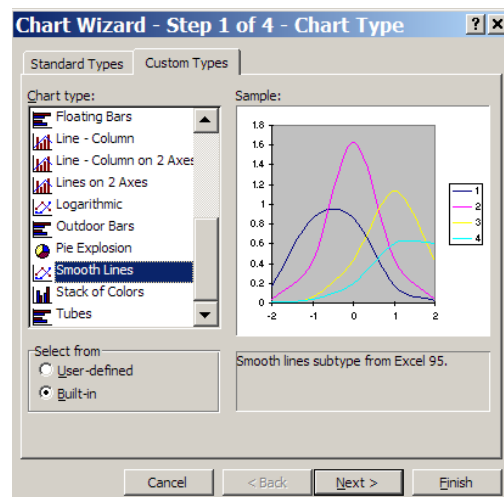 Chart Wizard - Step 1 of 4 - Chart Type
Standard Types
Custom Types
Chart type:
Floating Bars
Line - Column
Line - Column on 2 Axes
Lines on 2 Axes
Logarithmic
Outdoor Bars
Pie Explosion
Smooth Lines
Stack of Colors
Tubes
Sample:
1.8
1.6
1.4
1.2
1
0.8
0.6
0.4
0.2
0
-2 -1 0 1 2
1
2
3
4
Select from
User-defined
Built-in
Smooth lines subtype from Excel 95.
Cancel
< Back
Next >
Finish